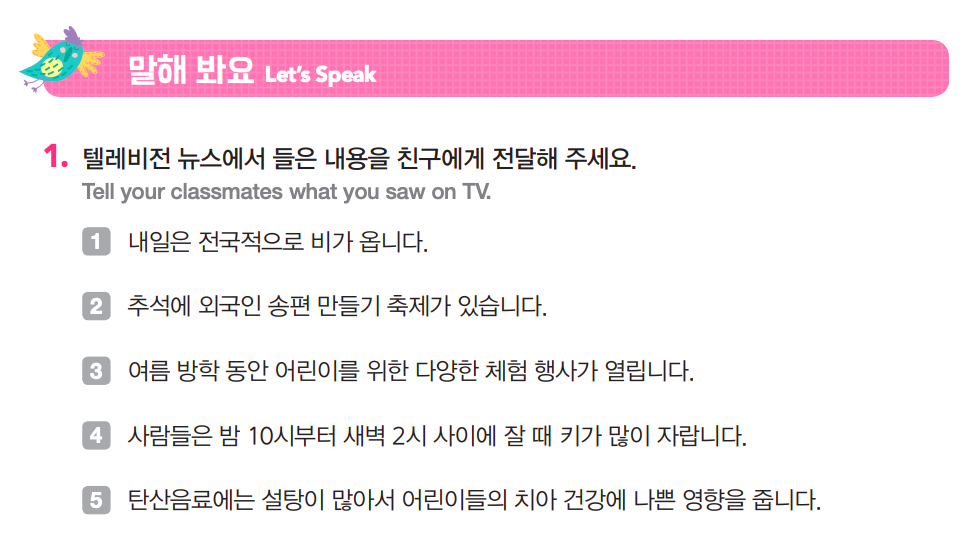 말해 봐요 Let's Speak
1. 텔레비전 뉴스에서 들은 내용을 친구에게 전달해 주세요.
Tell your classmates what you saw on TV.
1 내일은 전국적으로 비가 옵니다.
2 추석에 외국인 송편 만들기 축제가 있습니다.
3 여름 방학 동안 어린이를 위한 다양한 체험 행사가 열립니다.
4 사람들은 밤 10시부터 새벽 2시 사이에 잘 때 키가 많이 자랍니다.
5 탄산음료에는 설탕이 많아서 어린이들의 치아 건강에 나쁜 영향을 줍니다.